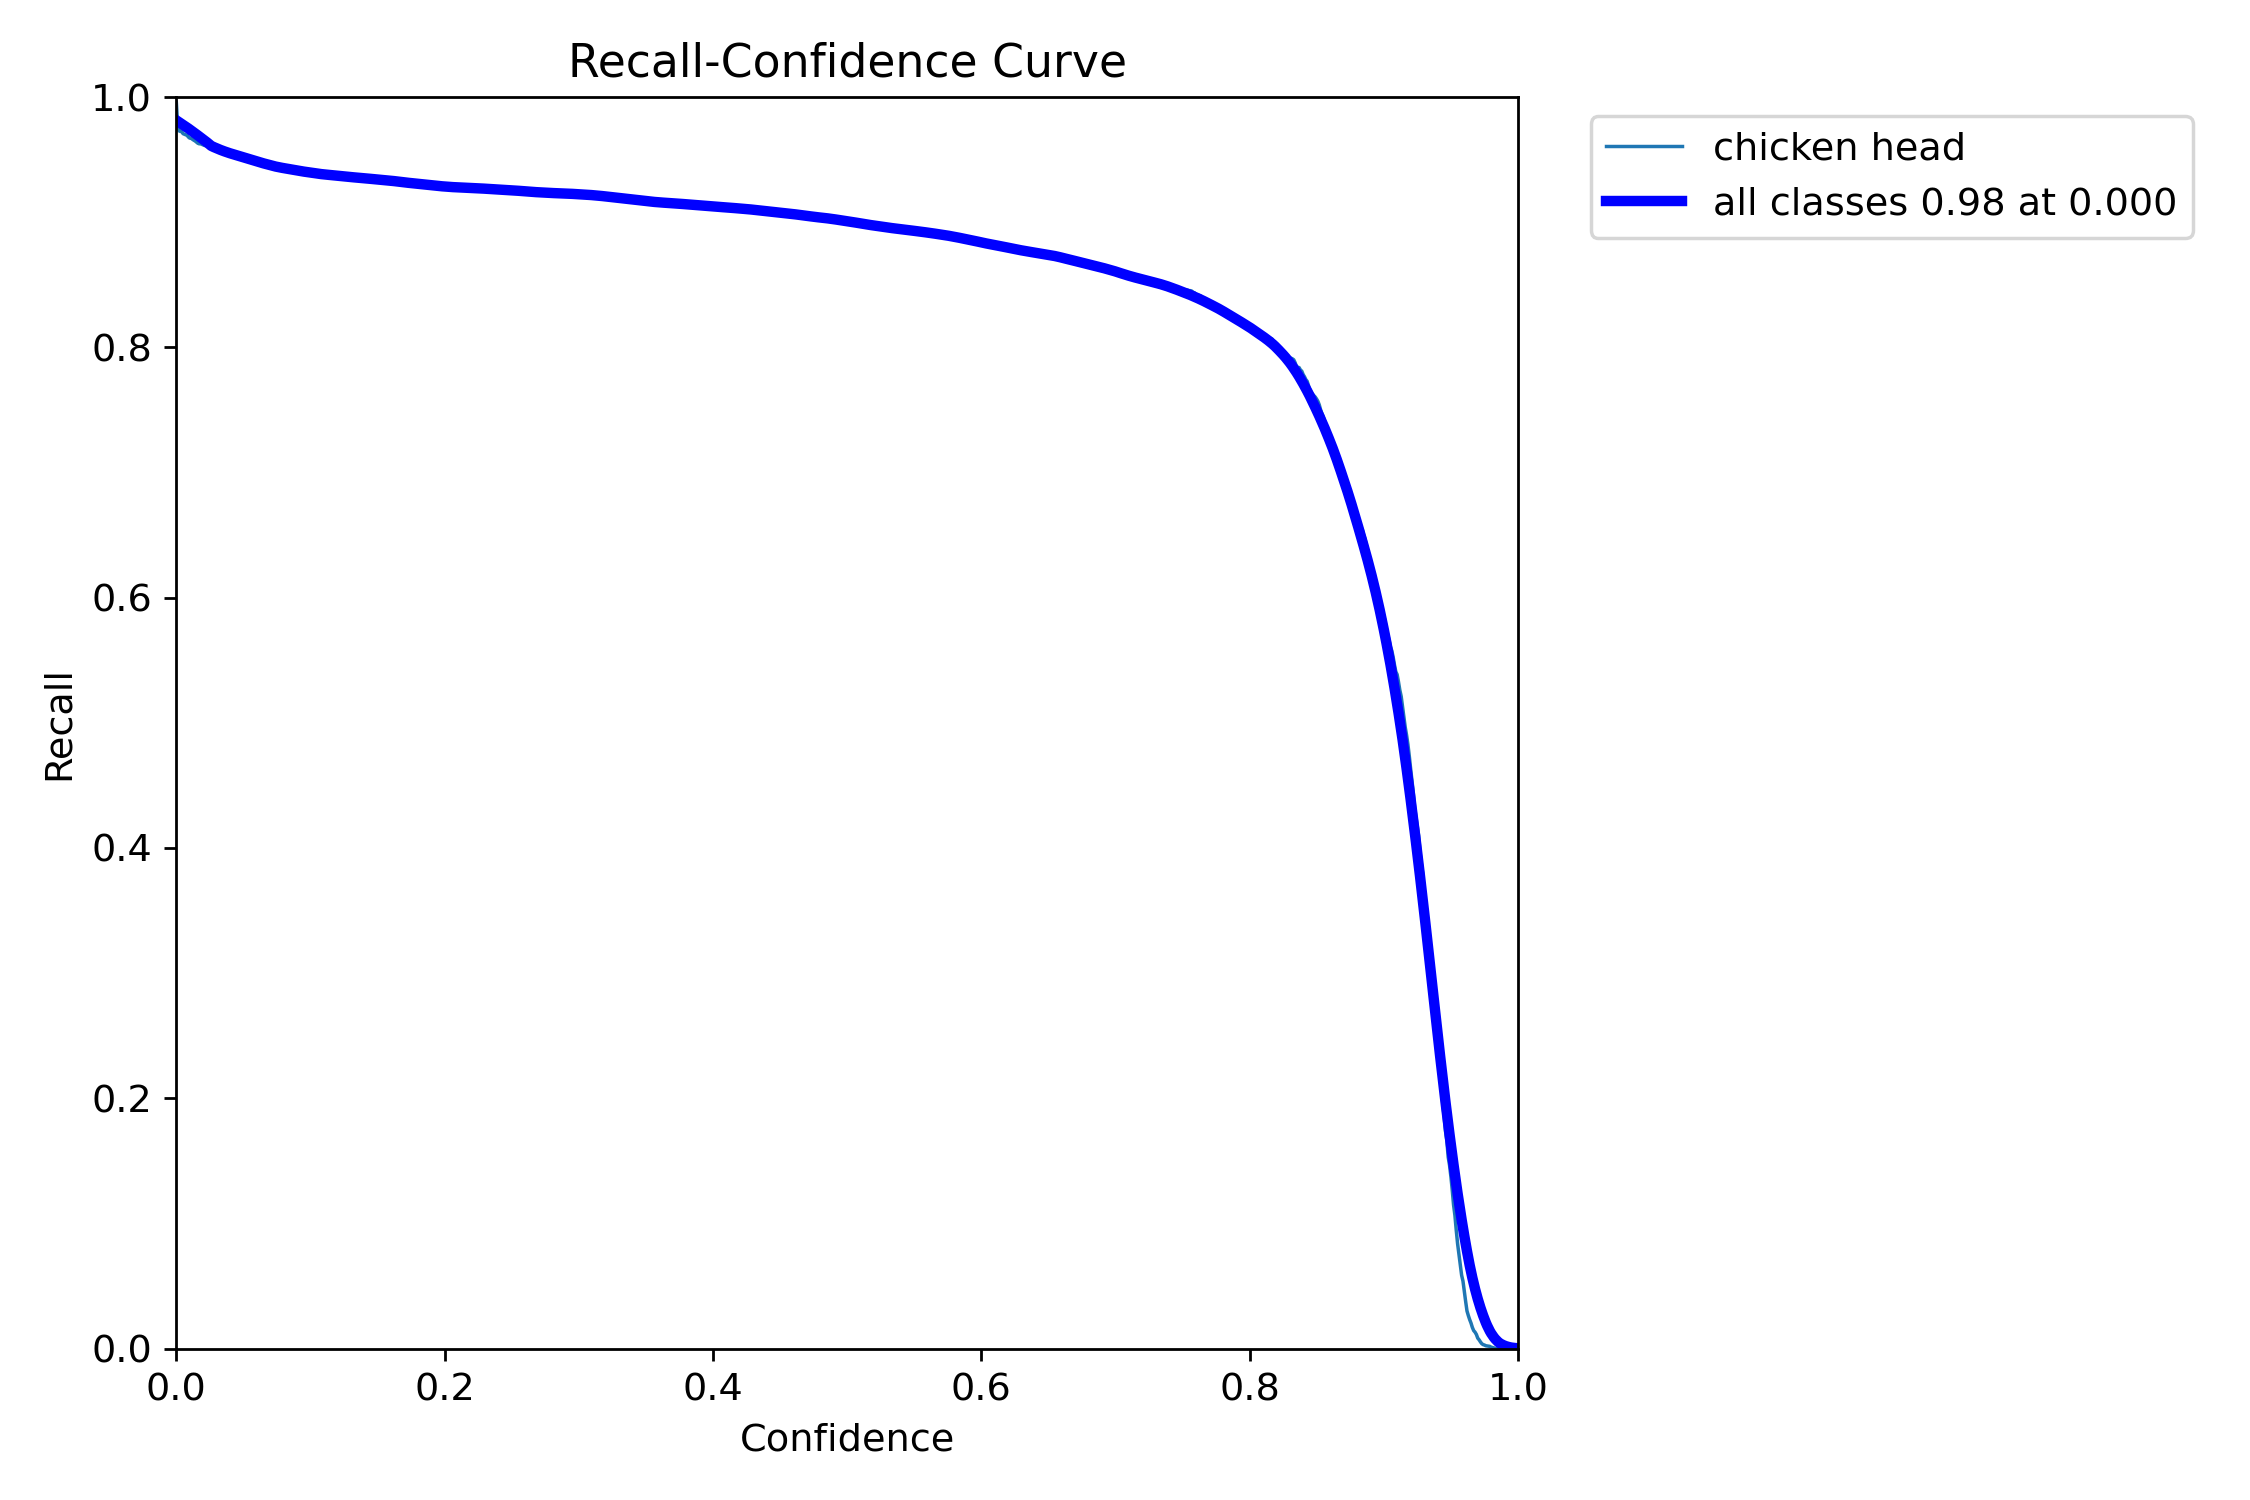 Recall-Confidence Curve
chicken head
all classes 0.98 at 0.000
Recall
1.0
0.8
0.6
0.4
0.2
0.0
0.0 0.2 0.4 0.6 0.8 1.0
Confidence